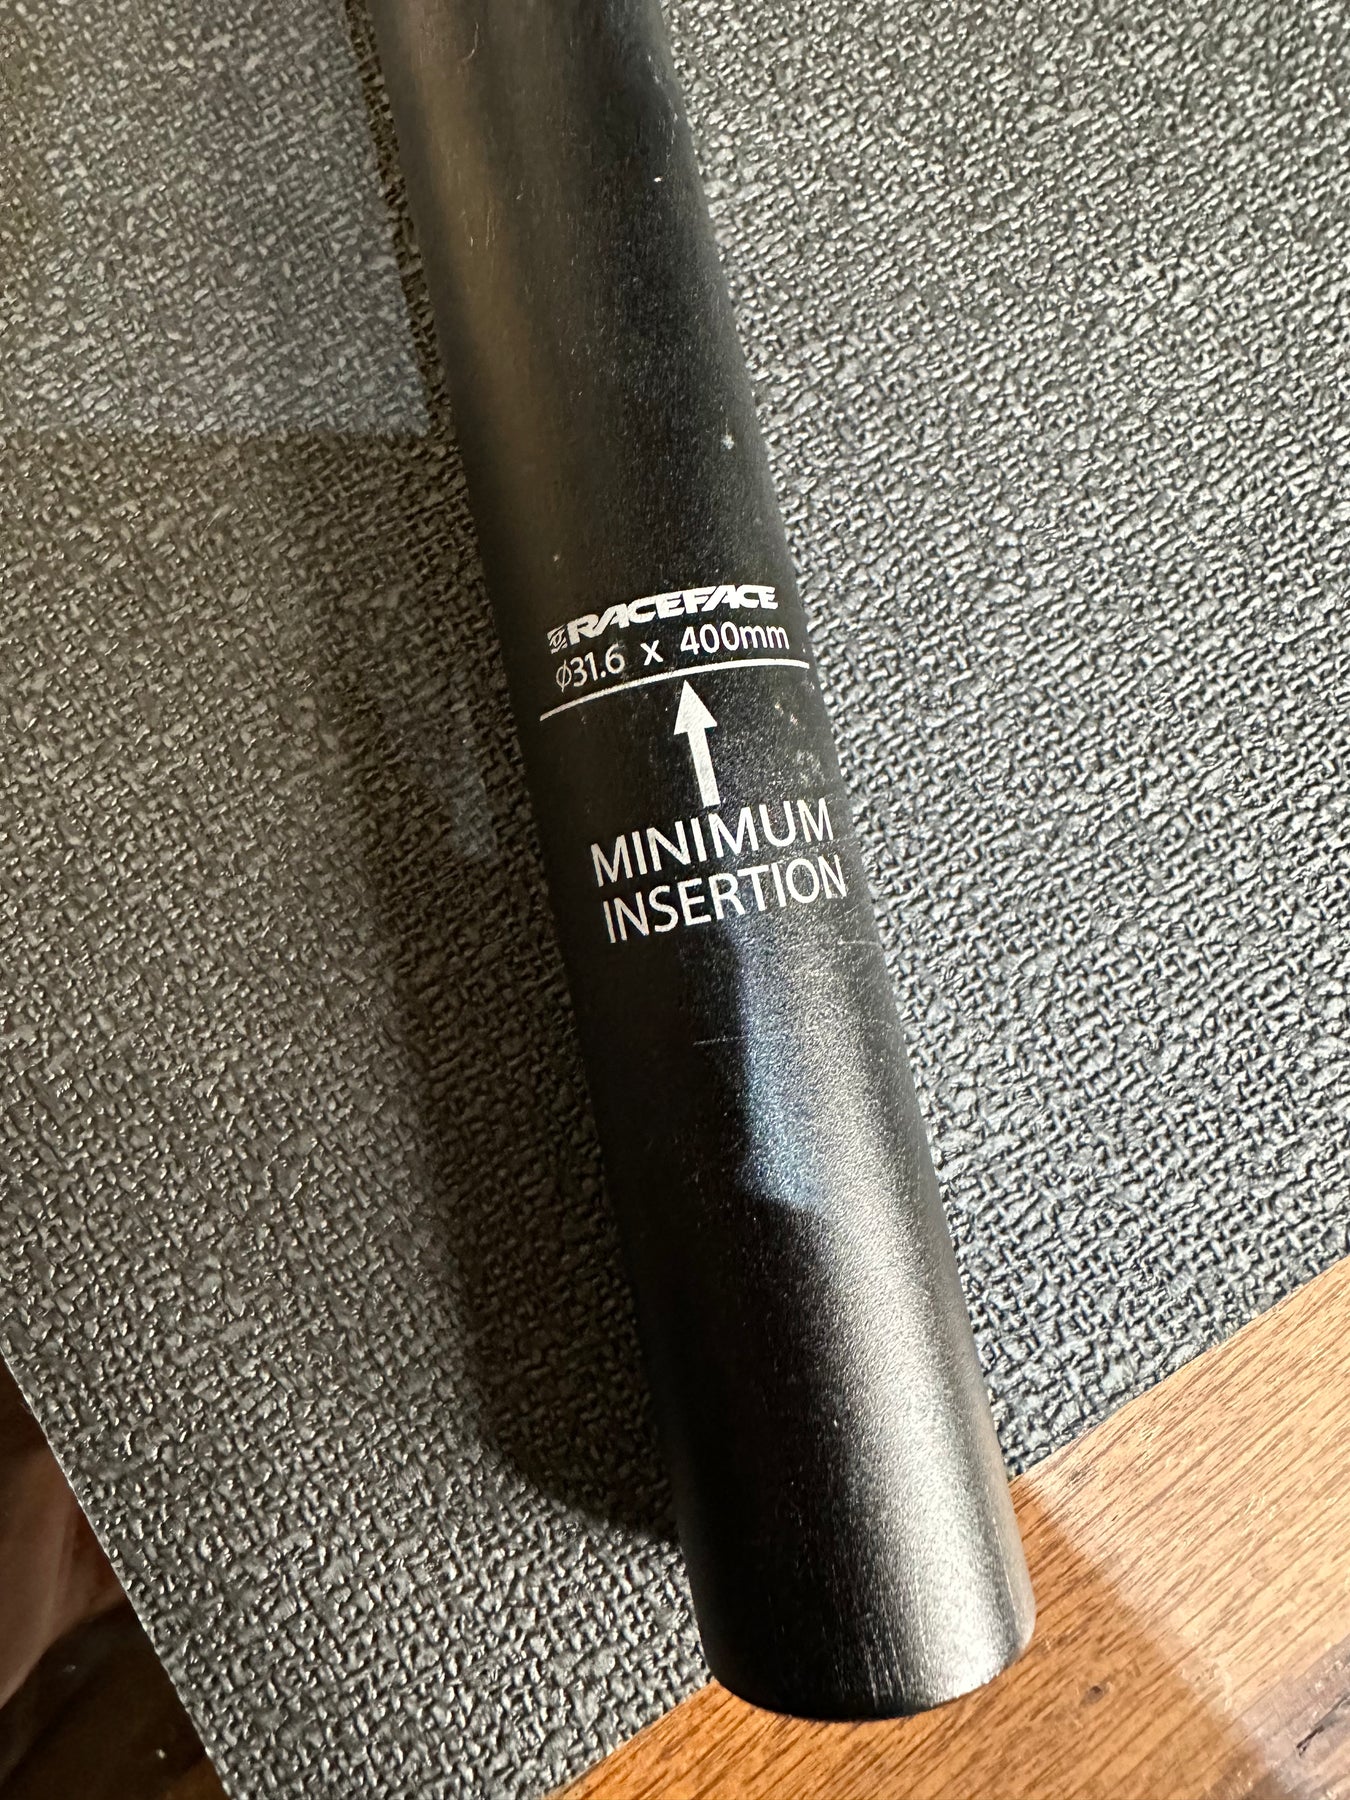 RACEFACE
Ø31.6 x 400mm
MINIMUM
INSERTION